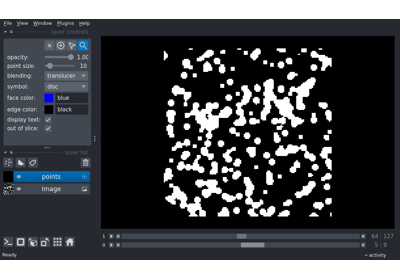 File View Window Plugins Help
layer controls
opacity: 1.00
point size: 10
blending: translucen
symbol: disc
face color: blue
edge color: black
display text:
out of slice:
layer list
points
Image
1 64 127
0 5 9
Ready activity